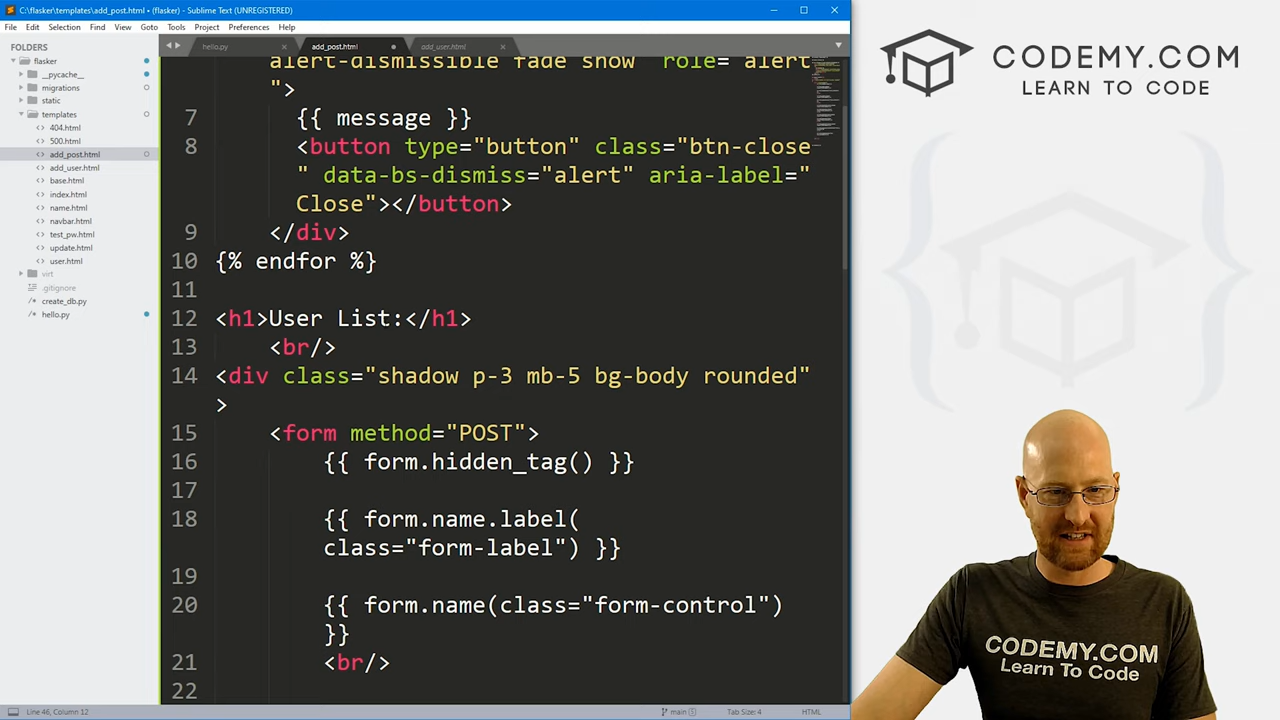 C:\flasker\templates\add_post.html • (flasker) - Sublime Text (UNREGISTERED)
File Edit Selection Find View Goto Tools Project Preferences Help
FOLDERS
flasker
__pycache__
migrations
static
templates
404.html
500.html
add_post.html
add_user.html
base.html
index.html
name.html
navbar.html
test_pw.html
update.html
user.html
virt
.gitignore
create_db.py
hello.py
hello.py
add_post.html
add_user.html
alert-dismissible fade show" role="alert
">
7 {{ message }}
8 <button type="button" class="btn-close
" data-bs-dismiss="alert" aria-label="
Close"></button>
9 </div>
10 {% endfor %}
11
12 <h1>User List:</h1>
13 <br/>
14 <div class="shadow p-3 mb-5 bg-body rounded"
>
15 <form method="POST">
16 {{ form.hidden_tag() }}
17
18 {{ form.name.label(
class="form-label") }}
19
20 {{ form.name(class="form-control")
}}
21 <br/>
22
Line 46, Column 12
main
Tab Size: 4
HTML
CODEMY.COM
LEARN TO CODE
CODEMY.COM
Learn To Code